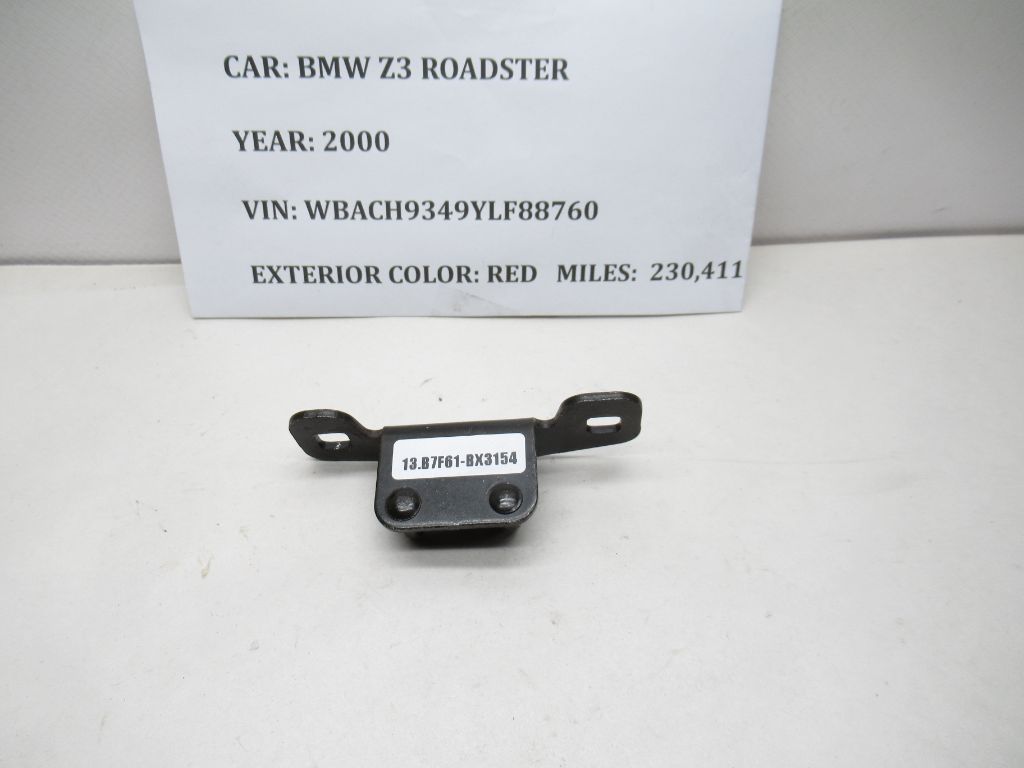 CAR: BMW Z3 ROADSTER
YEAR: 2000
VIN: WBACH9349YLF88760
EXTERIOR COLOR: RED MILES: 230,411
13.B7F61-BX3154